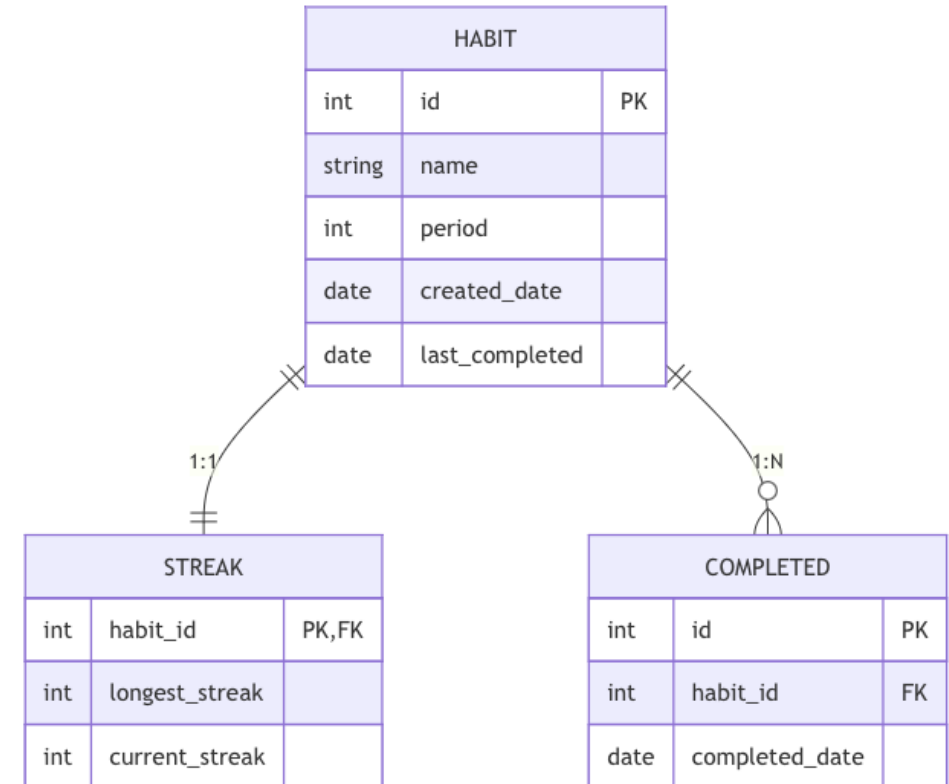 HABIT
int id PK
string name
int period
date created_date
date last_completed
1:1
1:N
STREAK
int habit_id PK,FK
int longest_streak
int current_streak
COMPLETED
int id PK
int habit_id FK
date completed_date